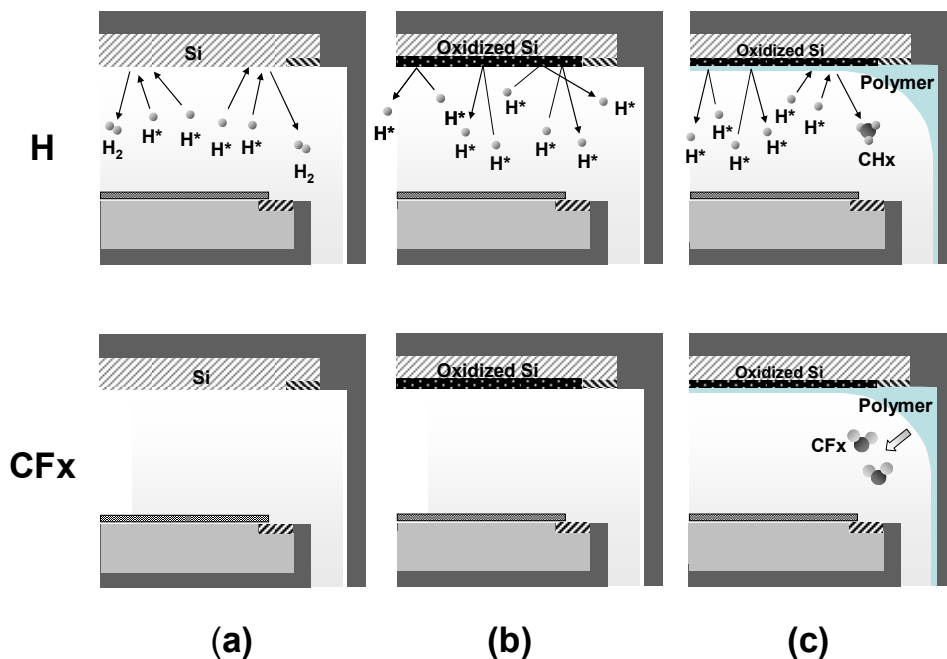 H
Si
H₂
H*
H*
H*
H*
H₂
Oxidized Si
H*
H*
H*
H*
H*
H*
H*
Oxidized Si
Polymer
H*
H*
H*
H*
H*
H*
CHx
CFx
Si
Oxidized Si
Oxidized Si
Polymer
CFx
(a)
(b)
(c)